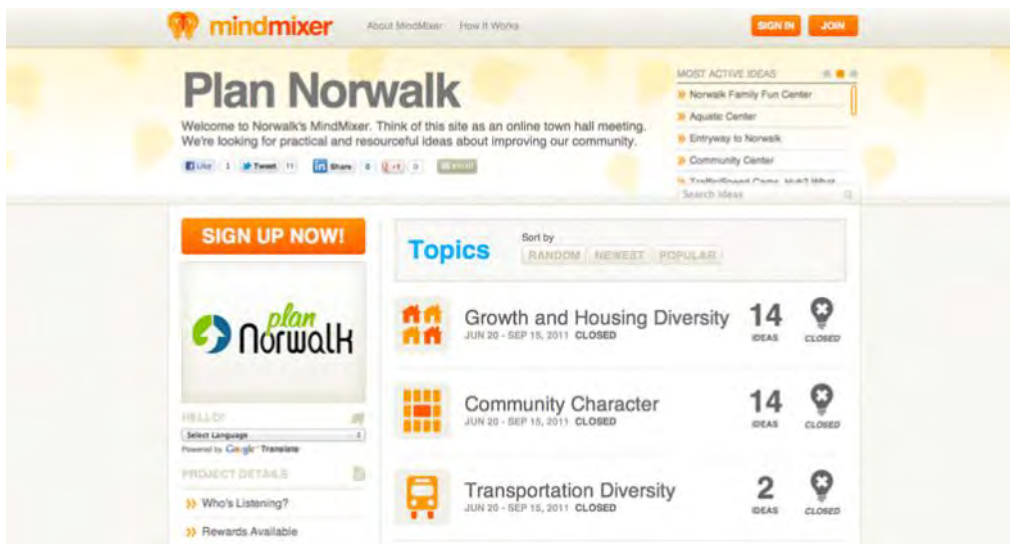 mindmixer
About MindMixer How It Works
SIGN IN JOIN
Plan Norwalk
Welcome to Norwalk's MindMixer. Think of this site as an online town hall meeting.
We're looking for practical and resourceful ideas about improving our community.
Like 1 Tweet 11 Share 0 +1 0 Email
MOST ACTIVE IDEAS
Norwalk Family Fun Center
Aquatic Center
Entryway to Norwalk
Community Center
Search Ideas
SIGN UP NOW!
plan
Norwalk
HELLO!
Select Language
Powered by Google Translate
PROJECT DETAILS
Who's Listening?
Rewards Available
Topics
Sort by
RANDOM NEWEST POPULAR
Growth and Housing Diversity
JUN 20 - SEP 15, 2011 CLOSED
14
IDEAS
CLOSED
Community Character
JUN 20 - SEP 15, 2011 CLOSED
14
IDEAS
CLOSED
Transportation Diversity
JUN 20 - SEP 15, 2011 CLOSED
2
IDEAS
CLOSED